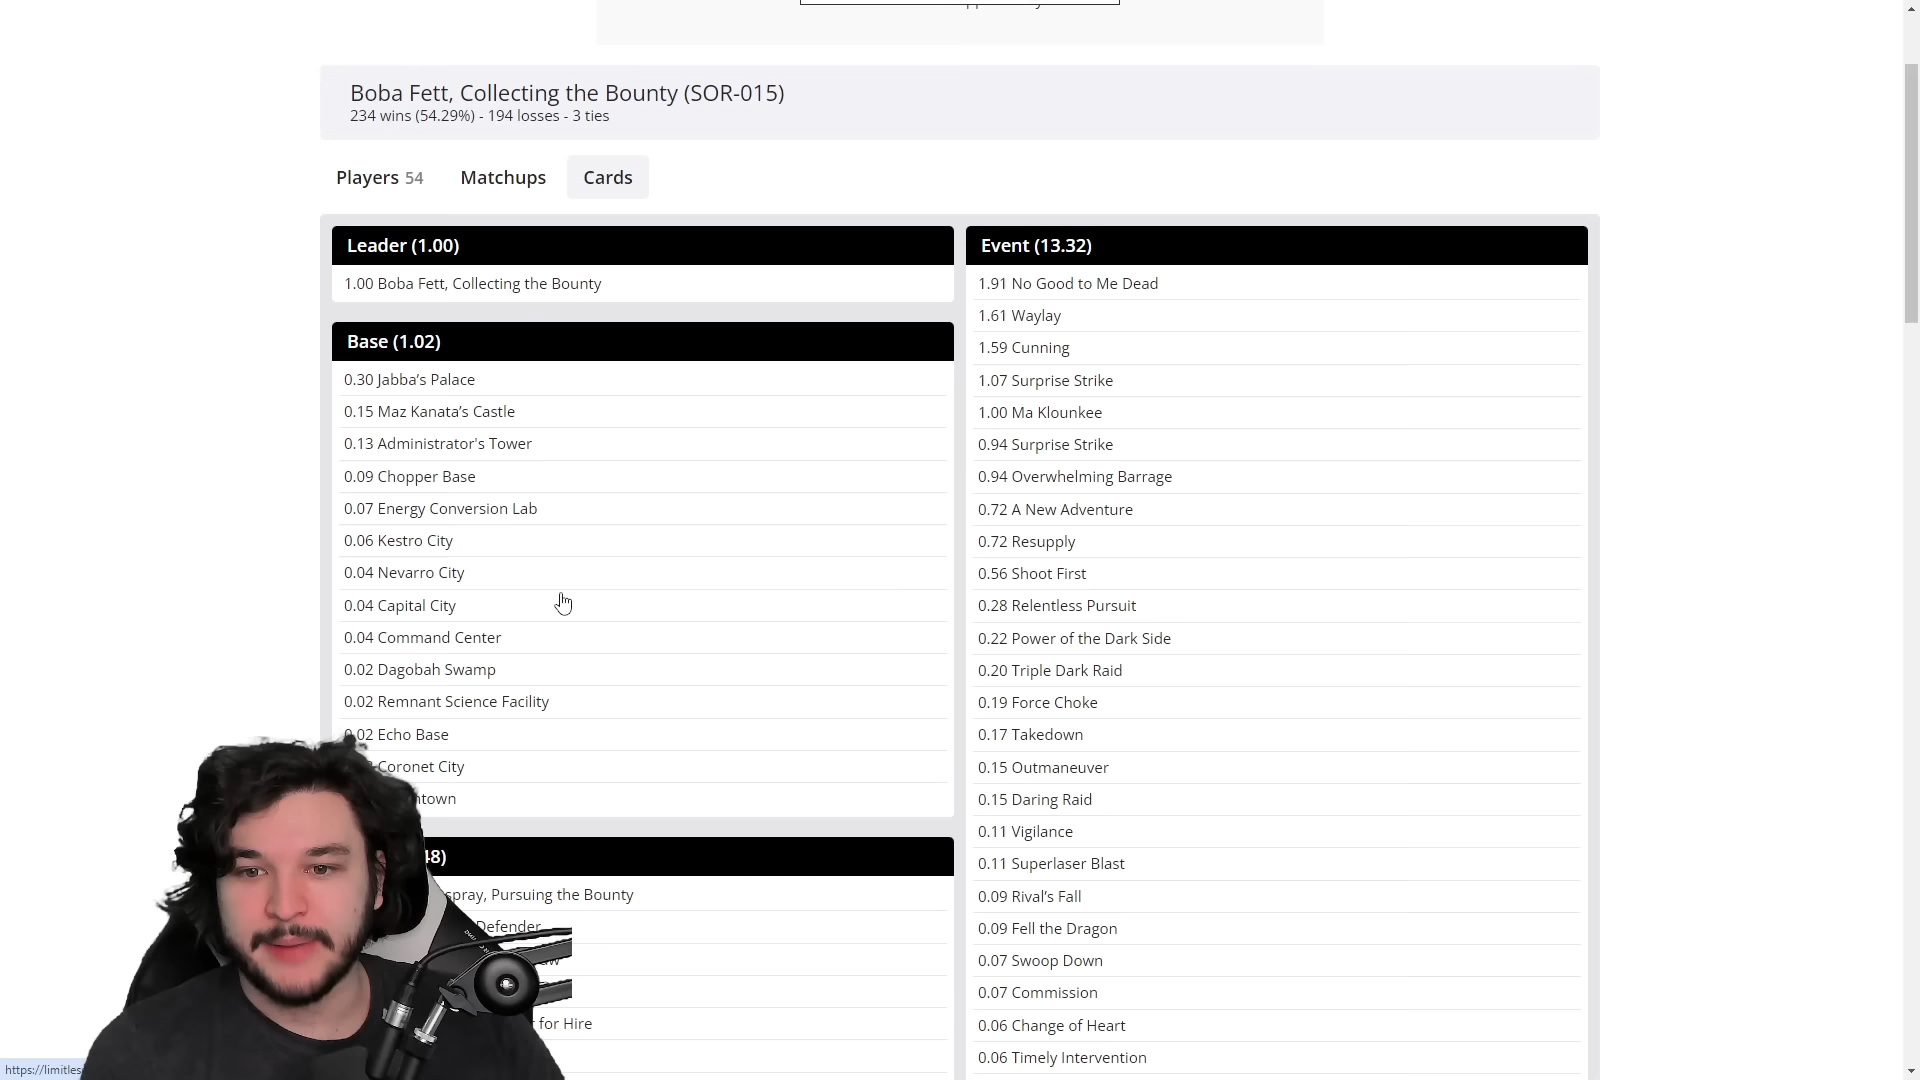 Boba Fett, Collecting the Bounty (SOR-015)
234 wins (54.29%) - 194 losses - 3 ties
Players 54
Matchups
Cards
Leader (1.00)
1.00 Boba Fett, Collecting the Bounty
Base (1.02)
0.30 Jabba’s Palace
0.15 Maz Kanata’s Castle
0.13 Administrator's Tower
0.09 Chopper Base
0.07 Energy Conversion Lab
0.06 Kestro City
0.04 Nevarro City
0.04 Capital City
0.04 Command Center
0.02 Dagobah Swamp
0.02 Remnant Science Facility
0.02 Echo Base
Coronet City
ntown
48)
spray, Pursuing the Bounty
Defender
for Hire
Event (13.32)
1.91 No Good to Me Dead
1.61 Waylay
1.59 Cunning
1.07 Surprise Strike
1.00 Ma Klounkee
0.94 Surprise Strike
0.94 Overwhelming Barrage
0.72 A New Adventure
0.72 Resupply
0.56 Shoot First
0.28 Relentless Pursuit
0.22 Power of the Dark Side
0.20 Triple Dark Raid
0.19 Force Choke
0.17 Takedown
0.15 Outmaneuver
0.15 Daring Raid
0.11 Vigilance
0.11 Superlaser Blast
0.09 Rival’s Fall
0.09 Fell the Dragon
0.07 Swoop Down
0.07 Commission
0.06 Change of Heart
0.06 Timely Intervention
https://limitles